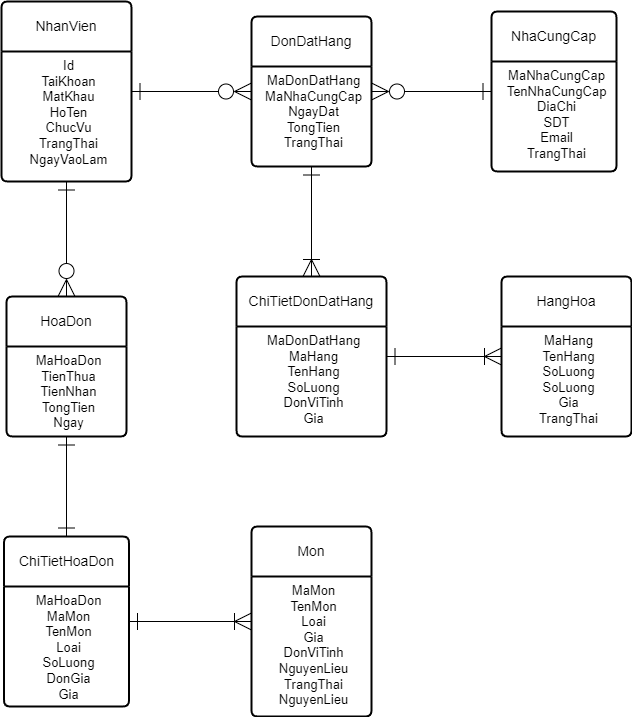 NhanVien
Id
TaiKhoan
MatKhau
HoTen
ChucVu
TrangThai
NgayVaoLam
DonDatHang
MaDonDatHang
MaNhaCungCap
NgayDat
TongTien
TrangThai
NhaCungCap
MaNhaCungCap
TenNhaCungCap
DiaChi
SDT
Email
TrangThai
HoaDon
MaHoaDon
TienThua
TienNhan
TongTien
Ngay
ChiTietDonDatHang
MaDonDatHang
MaHang
TenHang
SoLuong
DonViTinh
Gia
HangHoa
MaHang
TenHang
SoLuong
SoLuong
Gia
TrangThai
ChiTietHoaDon
MaHoaDon
MaMon
TenMon
Loai
SoLuong
DonGia
Gia
Mon
MaMon
TenMon
Loai
Gia
DonViTinh
NguyenLieu
TrangThai
NguyenLieu